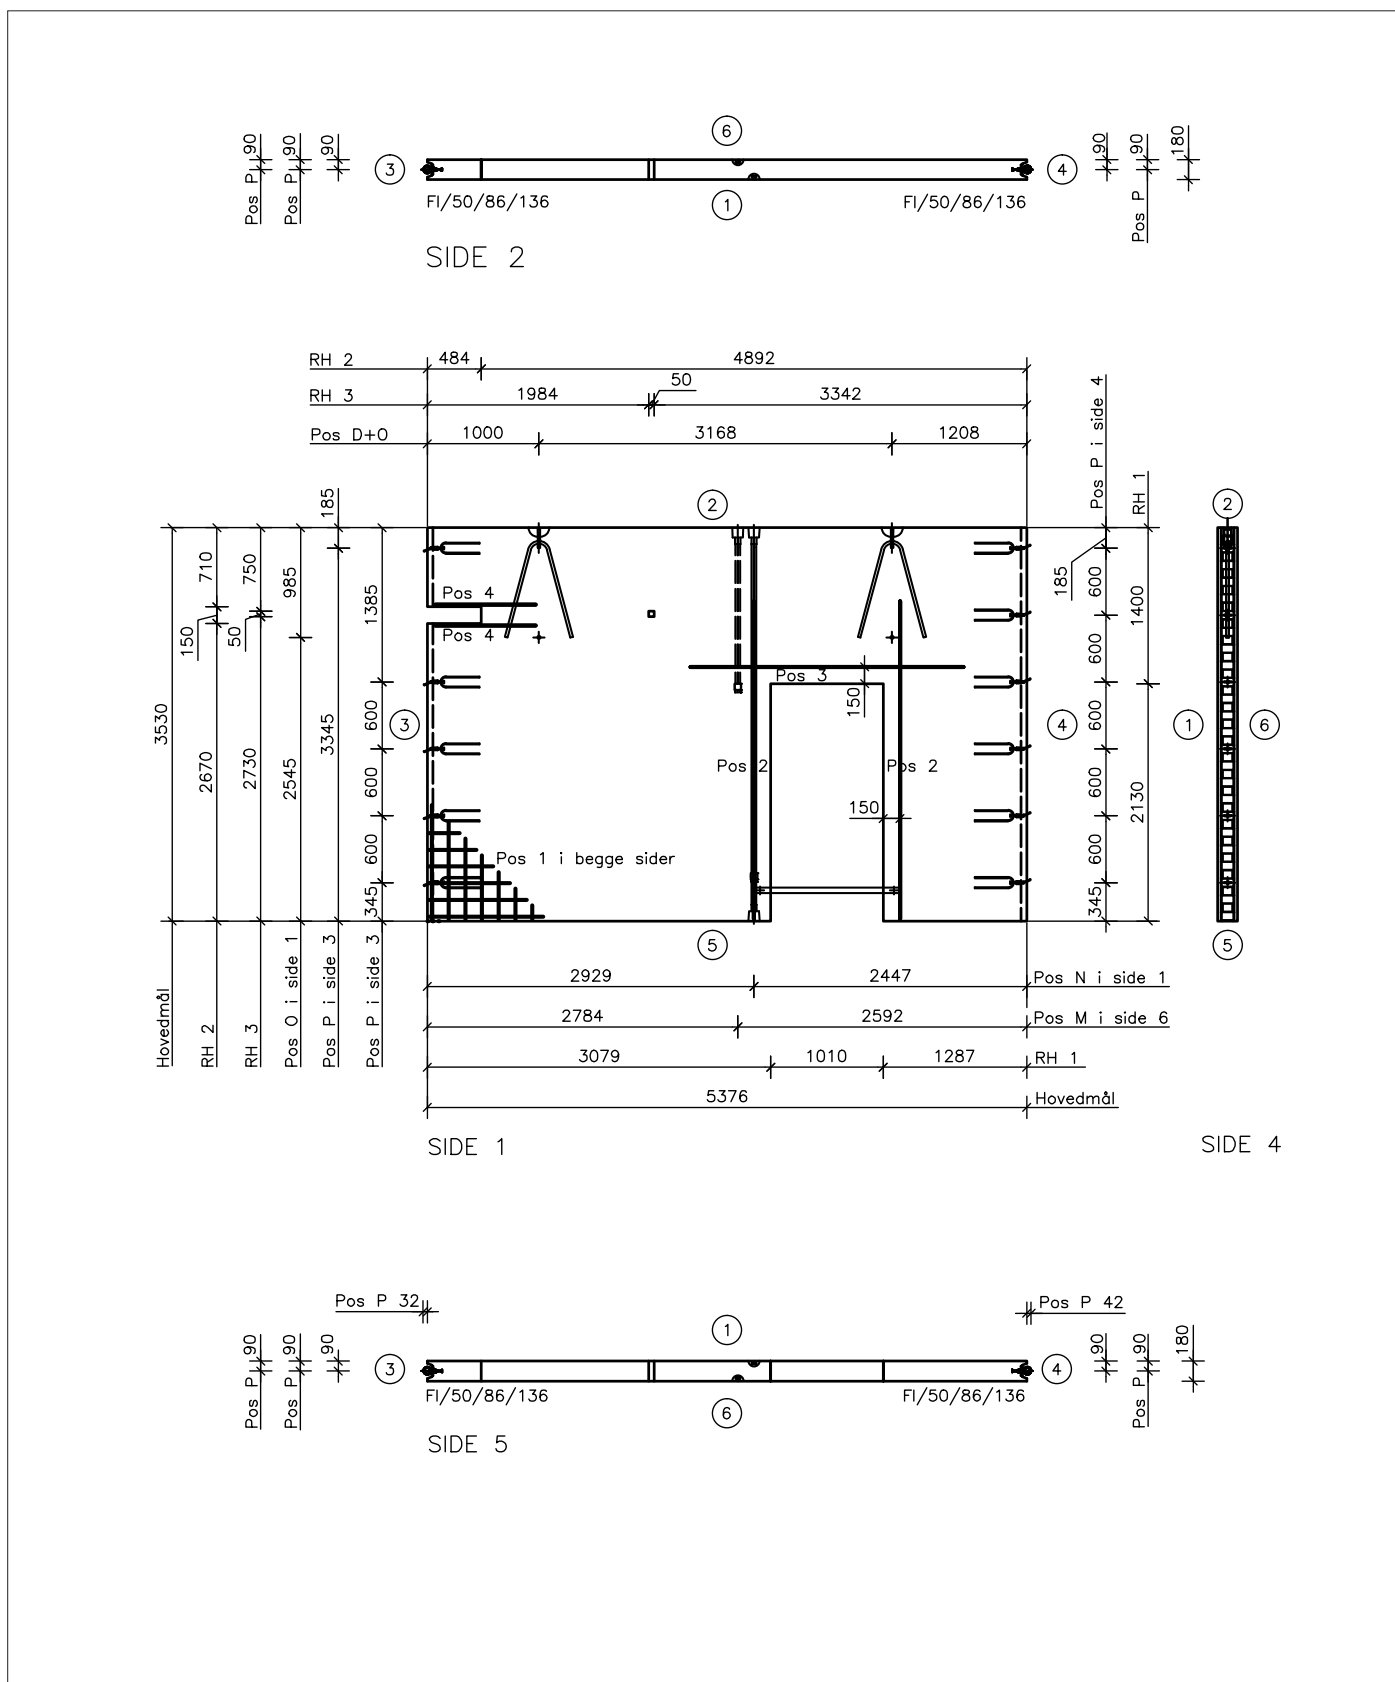 Pos P 90
Pos P 90
90
3
6
1
4
90
Pos P 90
180
FI/50/86/136
FI/50/86/136
SIDE 2
RH 2
484
4892
50
RH 3
1984
3342
Pos D+O
1000
3168
1208
Pos P i side 4
RH 1
185
2
2
710
750
985
1385
185
600
1400
150
50
Pos 4
Pos 4
600
Pos 3
150
3530
2670
2730
2545
3345
600
3
4
1
6
600
Pos 2
Pos 2
600
2130
150
600
600
Pos 1 i begge sider
600
345
345
5
5
Hovedmål
RH 2
RH 3
Pos O i side 1
Pos P i side 3
Pos P i side 3
2929
2447
Pos N i side 1
2784
2592
Pos M i side 6
3079
1010
1287
RH 1
5376
Hovedmål
SIDE 1
SIDE 4
Pos P 32
Pos P 42
Pos P 90
Pos P 90
90
3
1
6
4
90
Pos P 90
180
FI/50/86/136
FI/50/86/136
SIDE 5